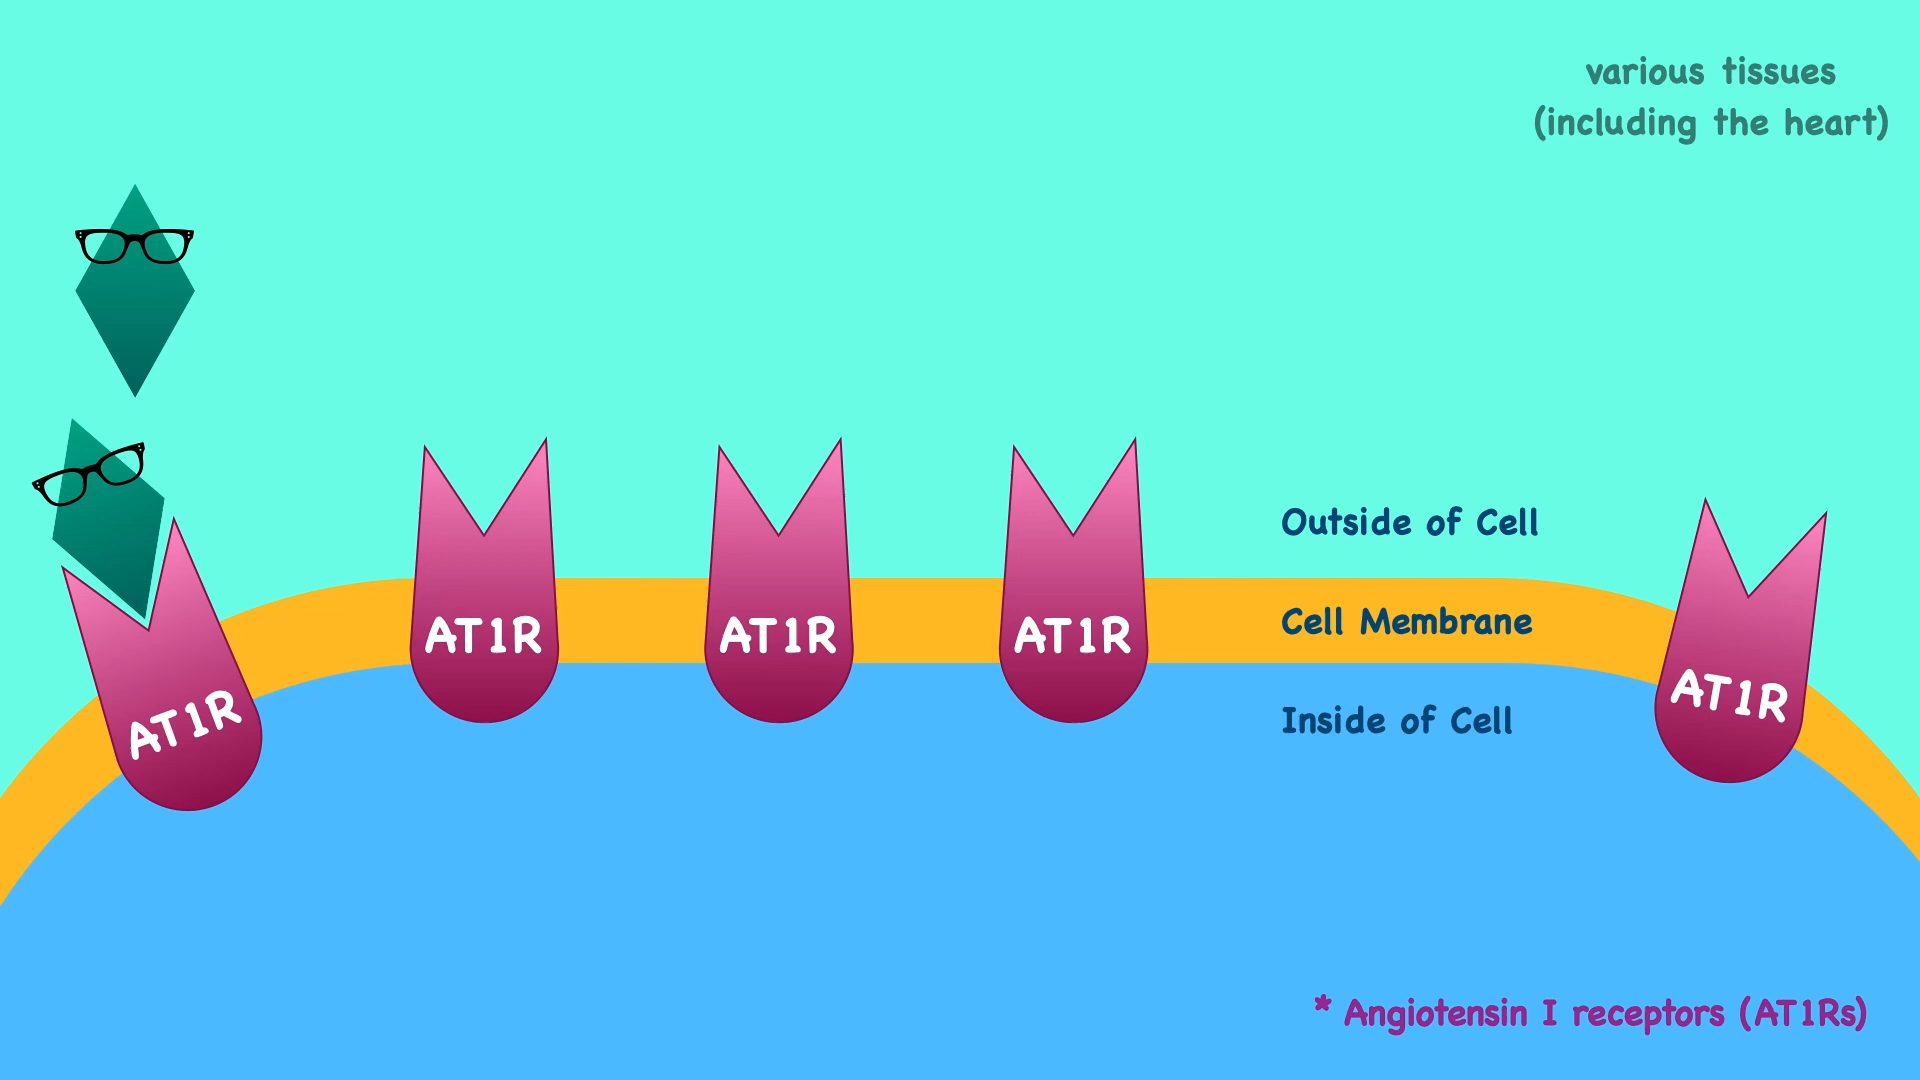 various tissues
(including the heart)
Outside of Cell
Cell Membrane
Inside of Cell
AT1R
AT1R
AT1R
AT1R
AT1R
* Angiotensin I receptors (AT1Rs)